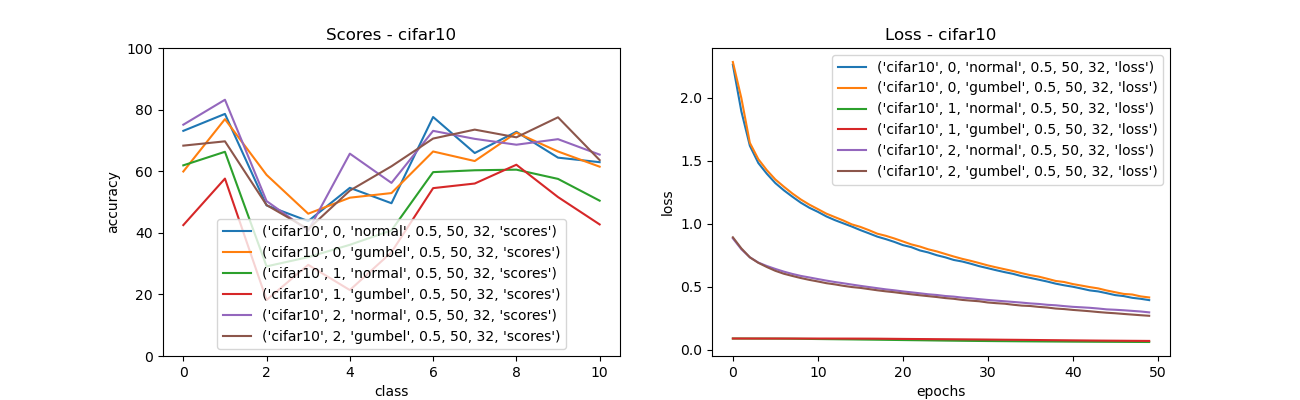 Scores - cifar10
100
80
60
40
20
0
accuracy
('cifar10', 0, 'normal', 0.5, 50, 32, 'scores')
('cifar10', 0, 'gumbel', 0.5, 50, 32, 'scores')
('cifar10', 1, 'normal', 0.5, 50, 32, 'scores')
('cifar10', 1, 'gumbel', 0.5, 50, 32, 'scores')
('cifar10', 2, 'normal', 0.5, 50, 32, 'scores')
('cifar10', 2, 'gumbel', 0.5, 50, 32, 'scores')
0 2 4 6 8 10
class
Loss - cifar10
2.0
1.5
1.0
0.5
0.0
loss
('cifar10', 0, 'normal', 0.5, 50, 32, 'loss')
('cifar10', 0, 'gumbel', 0.5, 50, 32, 'loss')
('cifar10', 1, 'normal', 0.5, 50, 32, 'loss')
('cifar10', 1, 'gumbel', 0.5, 50, 32, 'loss')
('cifar10', 2, 'normal', 0.5, 50, 32, 'loss')
('cifar10', 2, 'gumbel', 0.5, 50, 32, 'loss')
0 10 20 30 40 50
epochs